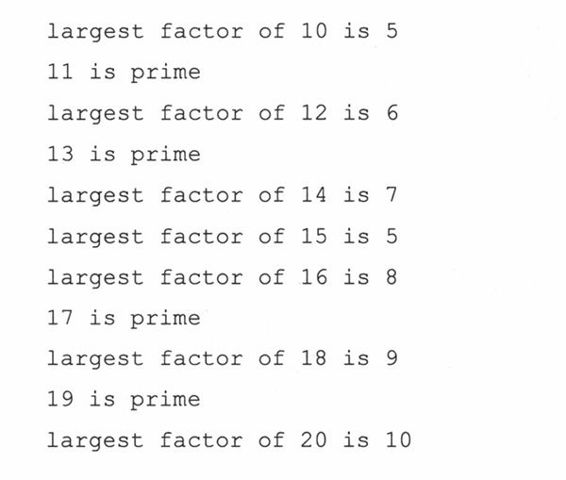 largest factor of 10 is 5
11 is prime
largest factor of 12 is 6
13 is prime
largest factor of 14 is 7
largest factor of 15 is 5
largest factor of 16 is 8
17 is prime
largest factor of 18 is 9
19 is prime
largest factor of 20 is 10